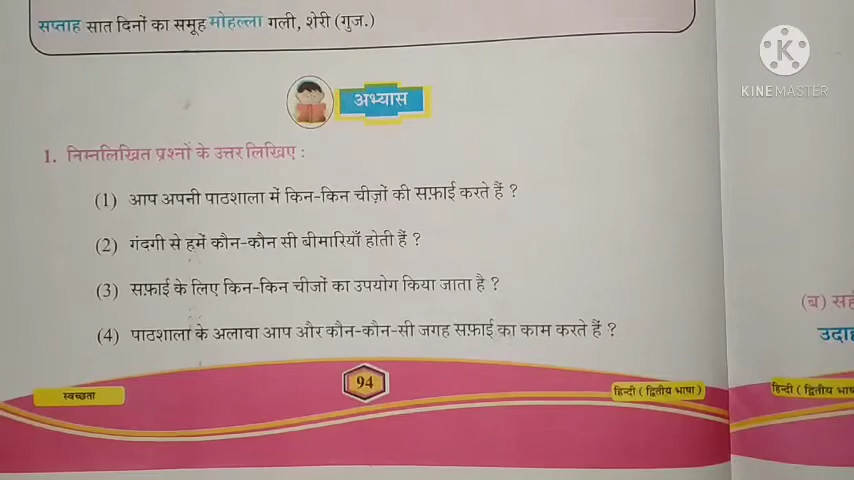 सप्ताह सात दिनों का समूह मोहल्ला गली, शेरी (गुज.)
KINEMASTER
अभ्यास
1. निम्नलिखित प्रश्नों के उत्तर लिखिए :
(1) आप अपनी पाठशाला में किन-किन चीज़ों की सफ़ाई करते हैं ?
(2) गंदगी से हमें कौन-कौन सी बीमारियाँ होती हैं ?
(3) सफ़ाई के लिए किन-किन चीजों का उपयोग किया जाता है ?
(4) पाठशाला के अलावा आप और कौन-कौन-सी जगह सफ़ाई का काम करते हैं ?
स्वच्छता
94
हिन्दी ( द्वितीय भाषा )
(ब)
हिन्दी ( द्वितीय